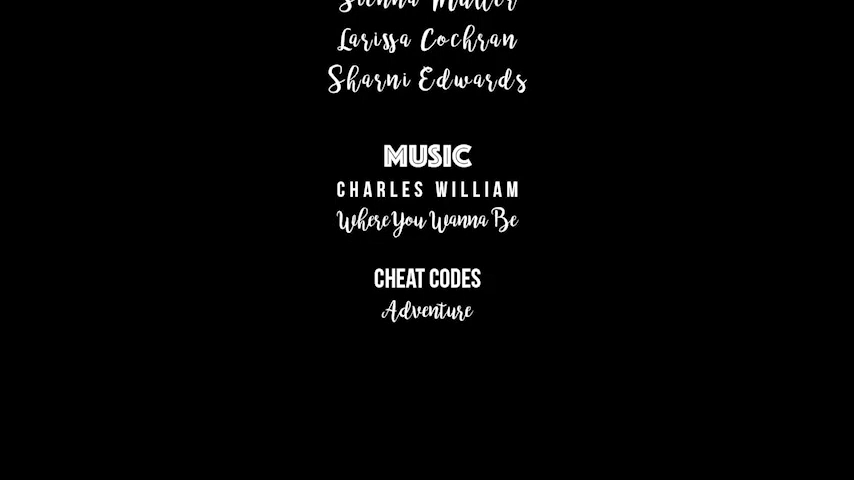 Larissa Cochran
Sharni Edwards
MUSIC
CHARLES WILLIAM
Where You Wanna Be
CHEAT CODES
Adventure